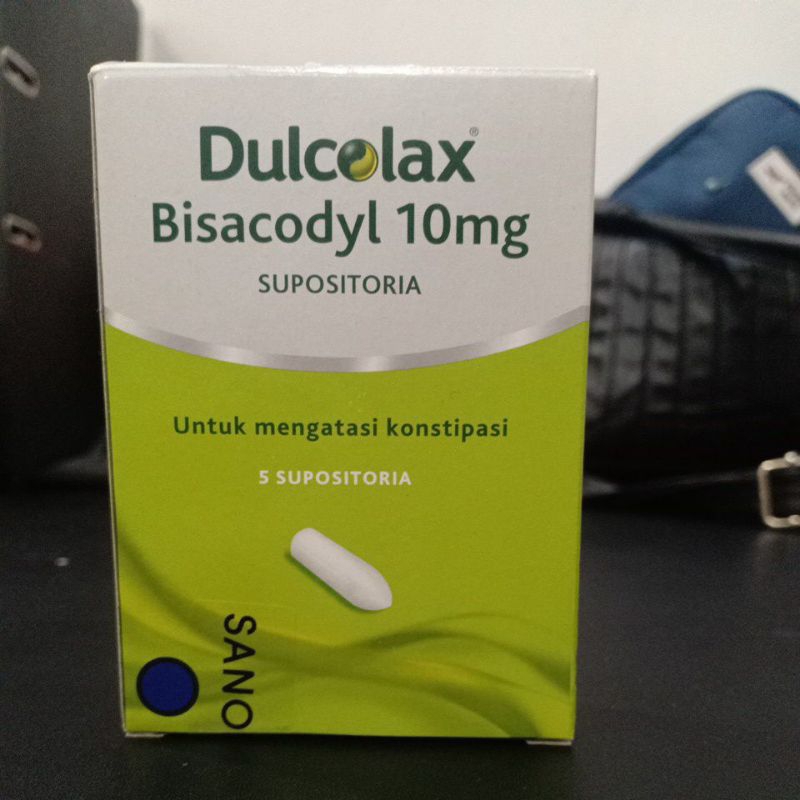 Dulcolax®
Bisacodyl 10mg
SUPOSITORIA
Untuk mengatasi konstipasi
5 SUPOSITORIA
SANO